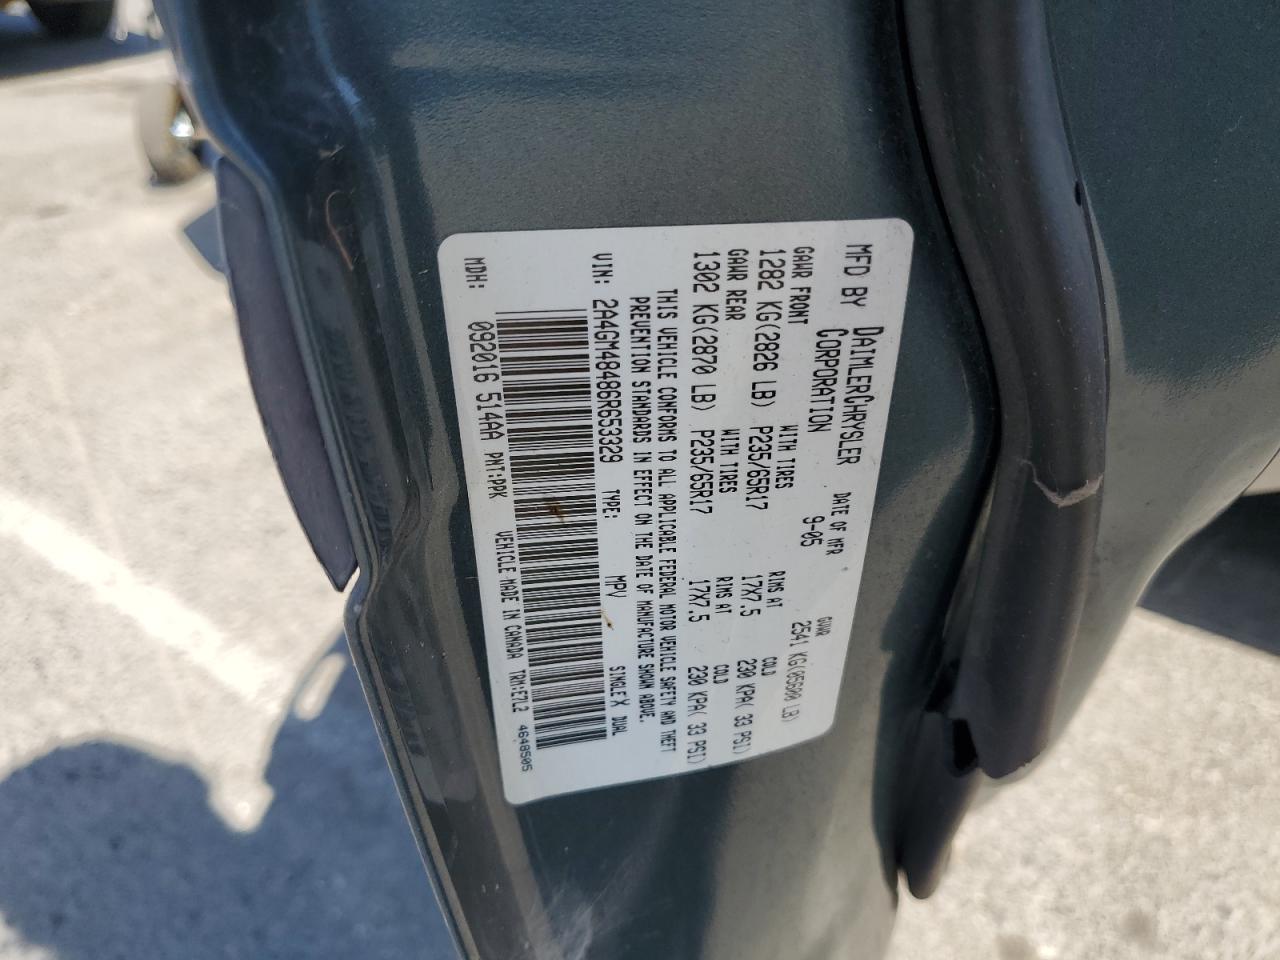 MFD BY DAIMLERCHRYSLER CORPORATION
DATE OF MFR
9-05
GVWR
2541 KG(05600 LB)
GAWR FRONT
WITH TIRES
RIMS AT
COLD
1282 KG(2826 LB) P235/65R17 17X7.5 230 KPA( 33 PSI)
GAWR REAR
WITH TIRES
RIMS AT
COLD
1302 KG(2870 LB) P235/65R17 17X7.5 230 KPA( 33 PSI)
THIS VEHICLE CONFORMS TO ALL APPLICABLE FEDERAL MOTOR VEHICLE SAFETY AND THEFT
PREVENTION STANDARDS IN EFFECT ON THE DATE OF MANUFACTURE SHOWN ABOVE.
VIN: 2A4GM48486R653329 TYPE: MPV SINGLE X DUAL
MDH: 092016 514AA PNT:PPK VEHICLE MADE IN CANADA TRM:E7L2 4648505